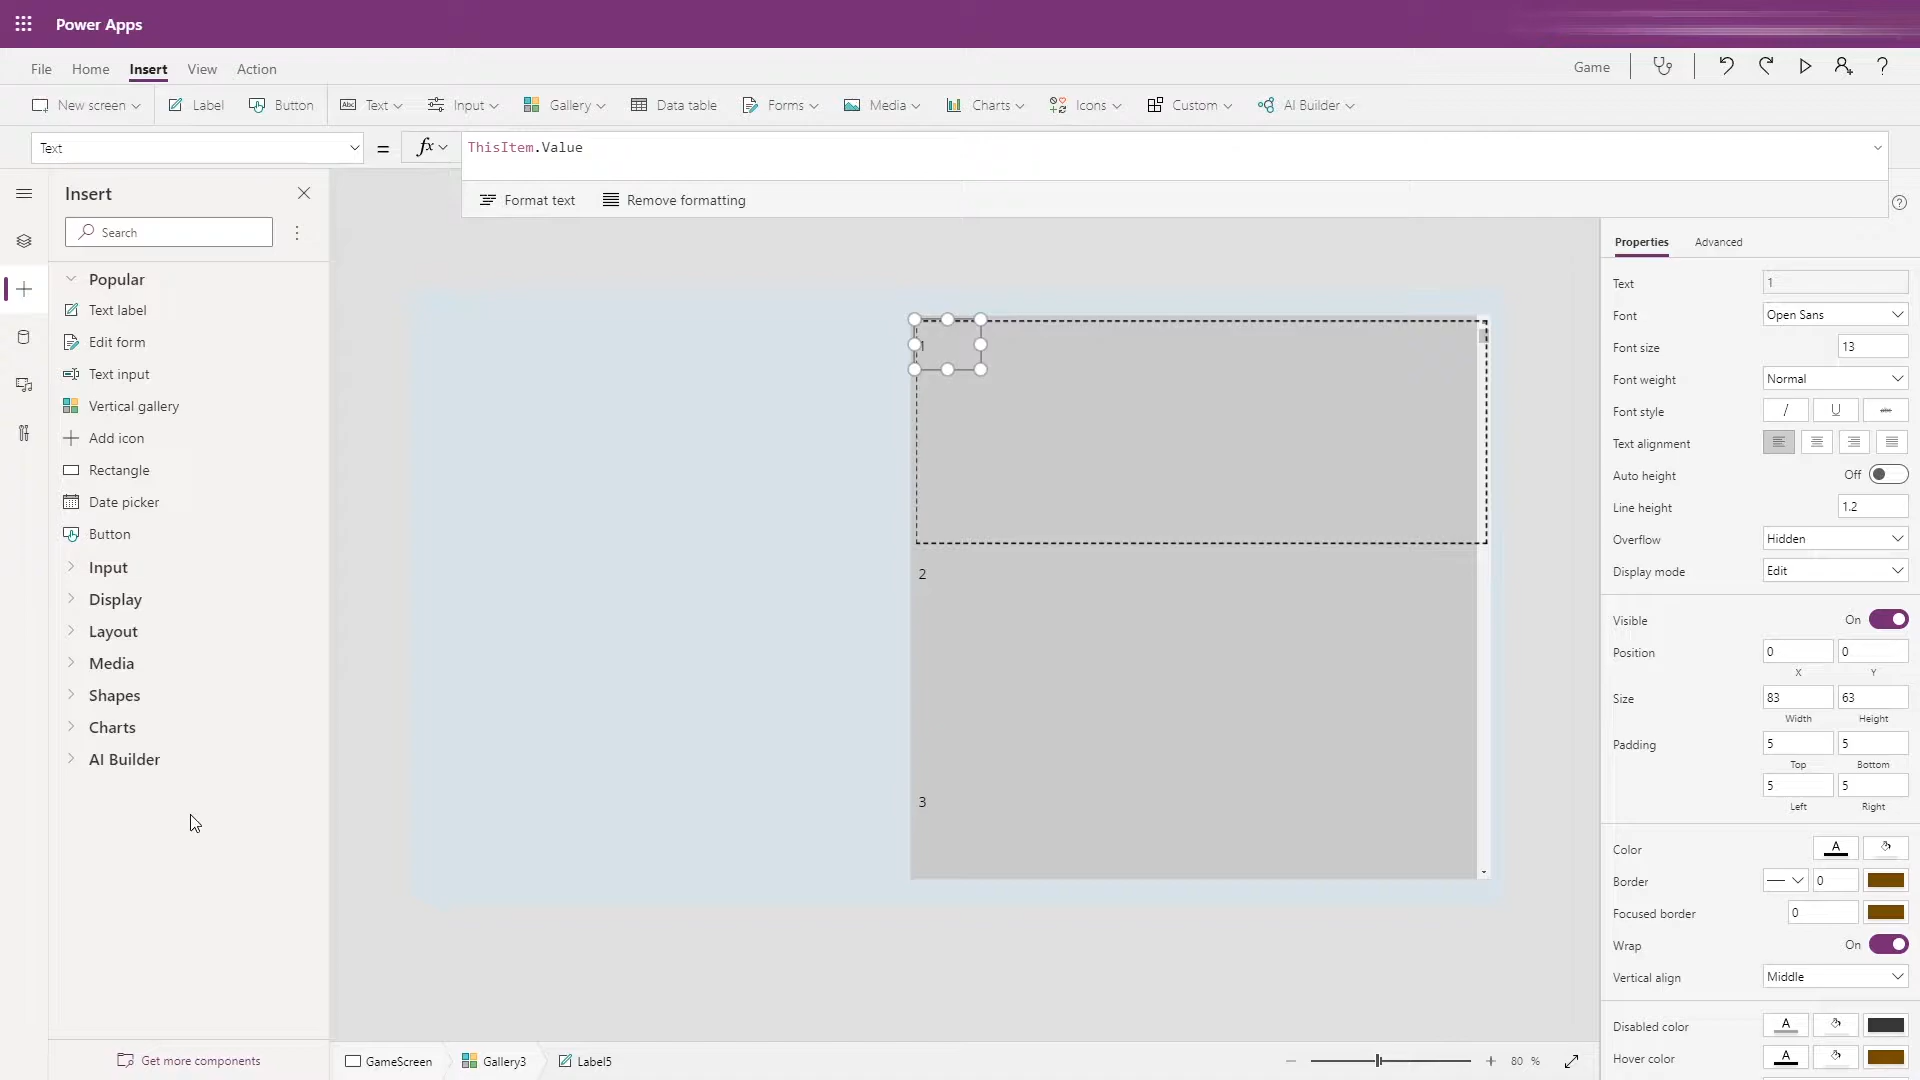 Power Apps
File Home Insert View Action Game
New screen Label Button Text Input Gallery Data table Forms Media Charts Icons Custom AI Builder
Text = fx ThisItem.Value
Format text Remove formatting
Insert
Search
Popular
Text label
Edit form
Text input
Vertical gallery
Add icon
Rectangle
Date picker
Button
Input
Display
Layout
Media
Shapes
Charts
AI Builder
Get more components
1
2
3
GameScreen Gallery3 Label5
80 %
Properties Advanced
Text 1
Font Open Sans
Font size 13
Font weight Normal
Font style / U abc
Text alignment
Auto height Off
Line height 1.2
Overflow Hidden
Display mode Edit
Visible On
Position 0 0
X Y
Size 83 63
Width Height
Padding 5 5
Top Bottom
5 5
Left Right
Color A
Border 0
Focused border 0
Wrap On
Vertical align Middle
Disabled color A
Hover color A